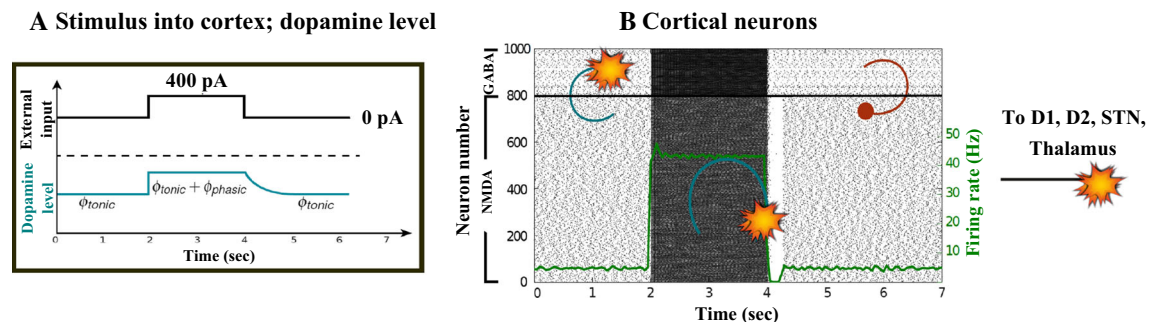 A Stimulus into cortex; dopamine level
400 pA
0 pA
External
input
Dopamine
level
ϕtonic
ϕtonic + ϕphasic
ϕtonic
0 1 2 3 4 5 6 7
Time (sec)
B Cortical neurons
Neuron number
NMDA
GABA
1000
800
600
400
200
0
50
40
30
20
10
Firing rate (Hz)
0 1 2 3 4 5 6 7
Time (sec)
To D1, D2, STN,
Thalamus